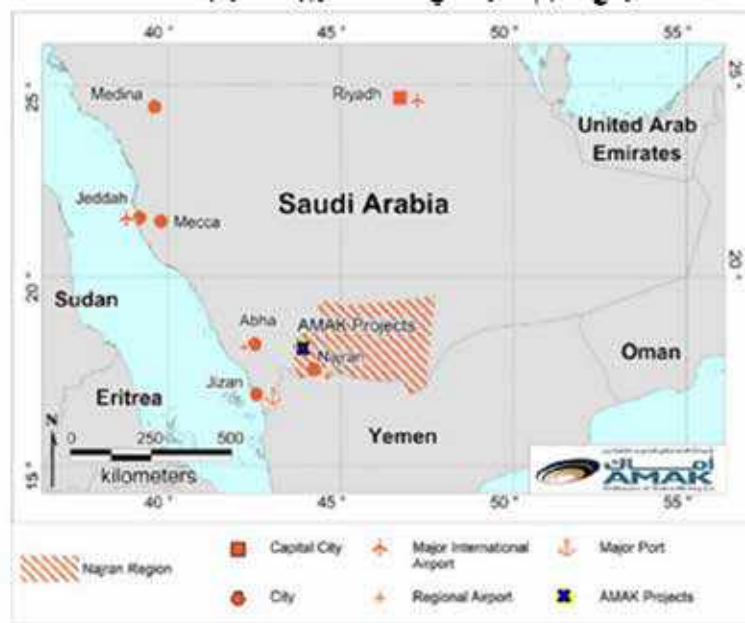 40° 45° 50° 55°
25°
25°
Medina
Riyadh
United Arab
Emirates
Jeddah
Mecca
Saudi Arabia
20°
20°
Sudan
Abha
AMAK Projects
Najran
Oman
Jizan
Eritrea
Yemen
N
0 250 500
kilometers
AMAK
15°
15°
40° 45° 50° 55°
Najran Region
Capital City
Major International
Airport
Major Port
City
Regional Airport
AMAK Projects